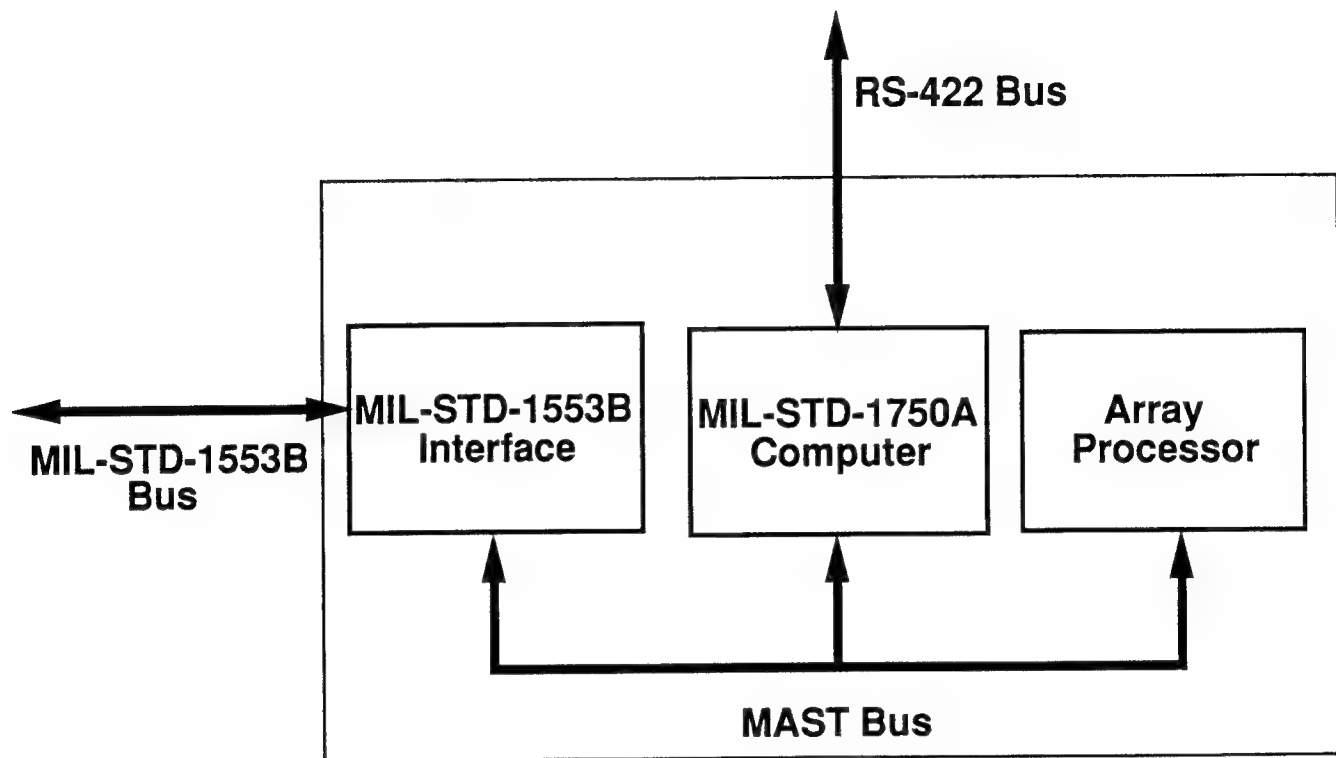 RS-422 Bus
MIL-STD-1553B
Interface
MIL-STD-1750A
Computer
Array
Processor
MIL-STD-1553B
Bus
MAST Bus